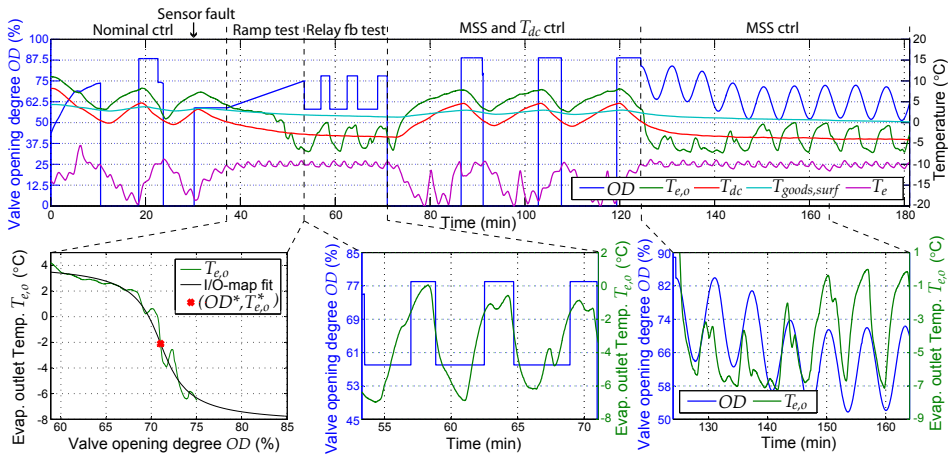 Sensor fault
Nominal ctrl
Ramp test
Relay fb test
MSS and T_dc ctrl
MSS ctrl
Valve opening degree OD (%)
100
87.5
75
62.5
50
37.5
25
12.5
0
20
15
10
5
0
−5
−10
−15
−20
Temperature (°C)
OD
T_e,o
T_dc
T_goods,surf
T_e
0 20 40 60 80 100 120 140 160 180
Time (min)
Evap. outlet Temp. T_e,o (°C)
4
2
0
−2
−4
−6
−8
T_e,o
I/O-map fit
(OD*,T*_e,o)
60 65 70 75 80 85
Valve opening degree OD (%)
Valve opening degree OD (%)
85
77
69
61
53
45
2
0
−2
−4
−6
−8
Evap. outlet Temp. T_e,o (°C)
55 60 65 70
Time (min)
Valve opening degree OD (%)
90
82
74
66
58
50
1
−1
−3
−5
−7
−9
Evap. outlet Temp. T_e,o (°C)
OD
T_e,o
130 140 150 160
Time (min)